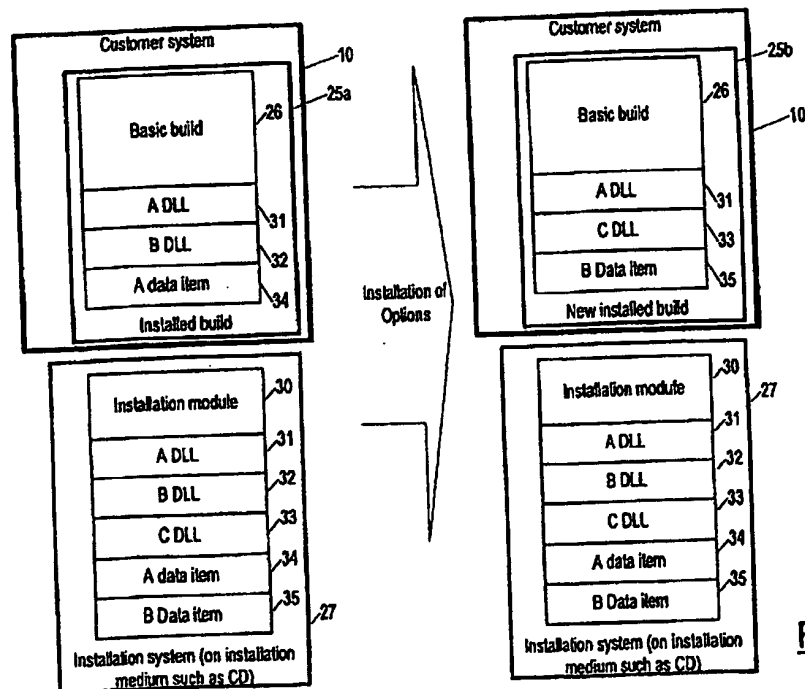 Customer system
10
25a
26
Basic build
A DLL
31
B DLL
32
A data item
34
Installed build
Installation module
30
A DLL
31
B DLL
32
C DLL
33
A data item
34
B Data item
35
27
Installation system (on installation
medium such as CD)
Installation of
Options
Customer system
25b
26
10
Basic build
A DLL
31
C DLL
33
B Data item
35
New installed build
Installation module
30
27
A DLL
31
B DLL
32
C DLL
33
A data item
34
B Data item
35
Installation system (on installation
medium such as CD)